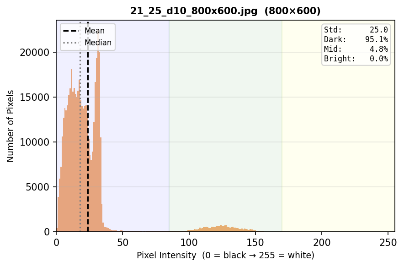 21_25_d10_800x600.jpg  (800×600)
Number of Pixels
20000
15000
10000
5000
0
Mean
Median
Std: 25.0
Dark: 95.1%
Mid: 4.8%
Bright: 0.0%
0 50 100 150 200 250
Pixel Intensity  (0 = black → 255 = white)